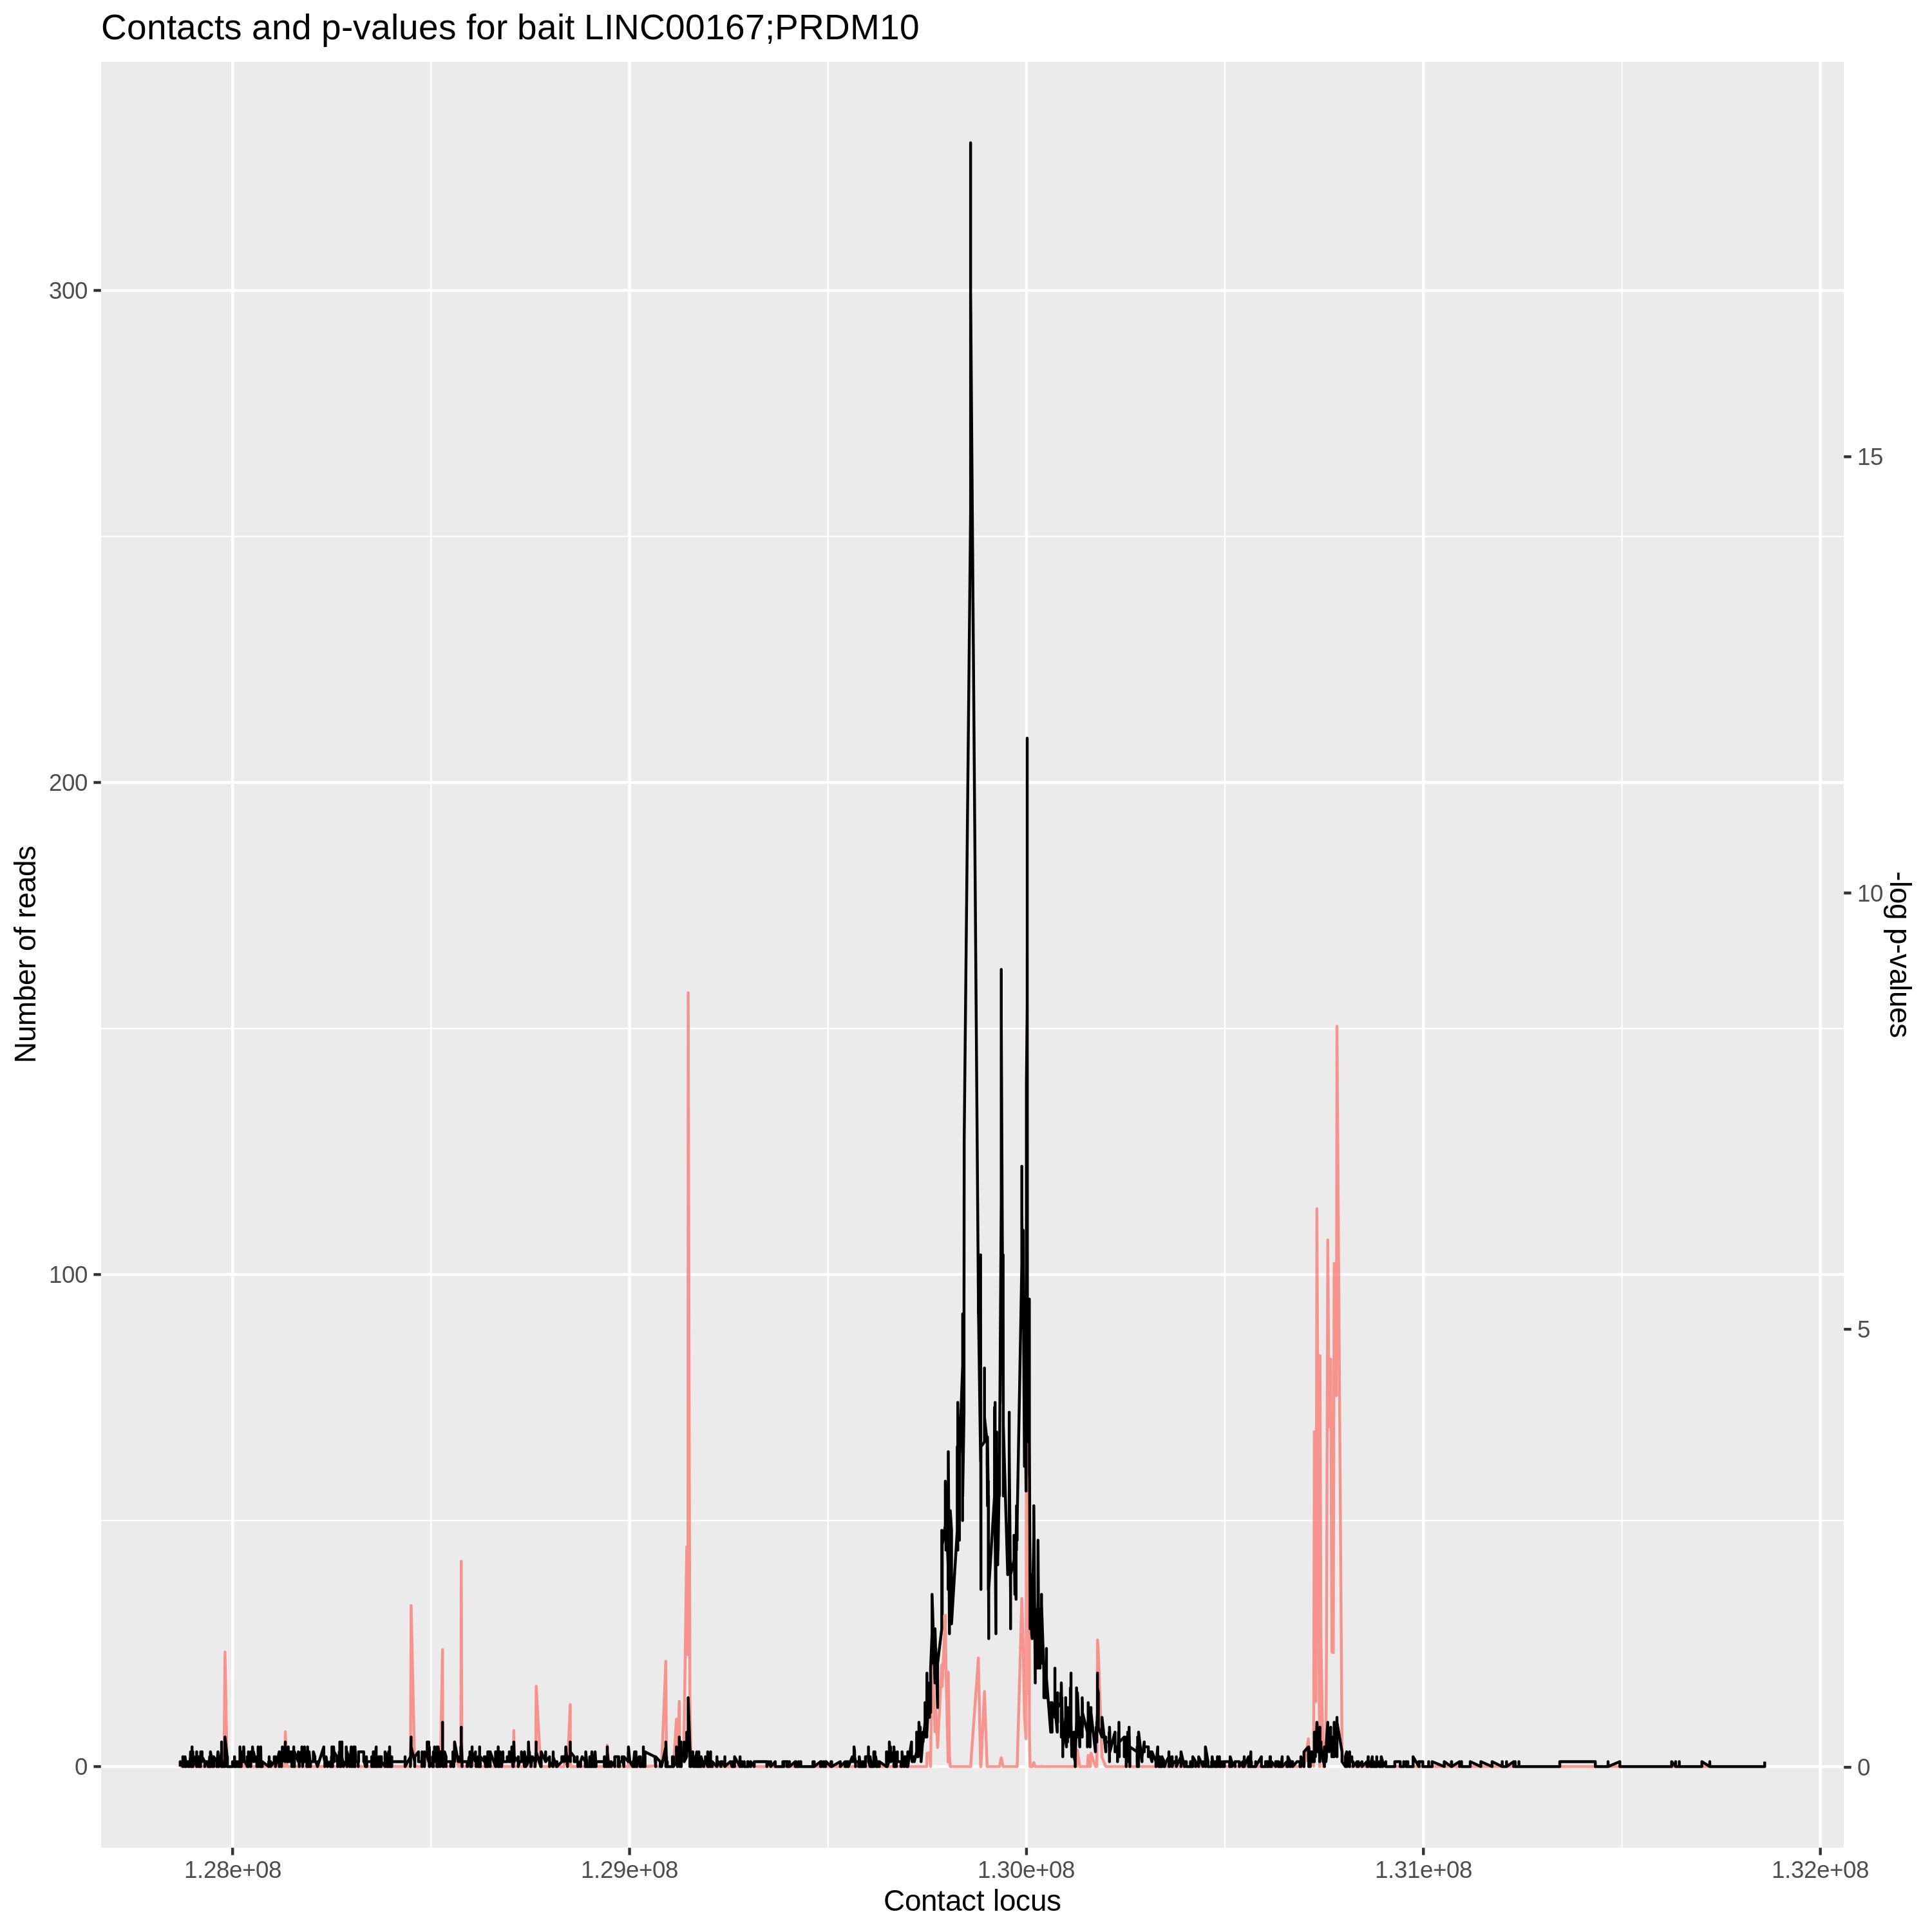 Contacts and p-values for bait LINC00167;PRDM10
300
200
100
0
Number of reads
15
10
5
0
-log p-values
1.28e+08
1.29e+08
1.30e+08
1.31e+08
1.32e+08
Contact locus